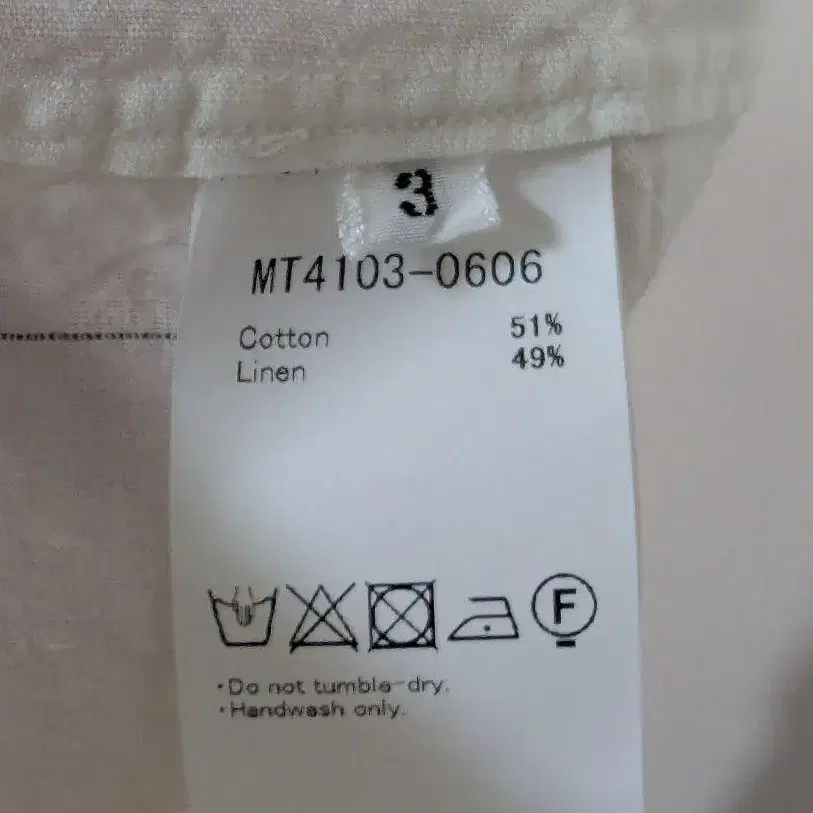 3
MT4103-0606
Cotton 51%
Linen 49%
F
・Do not tumble-dry.
・Handwash only.